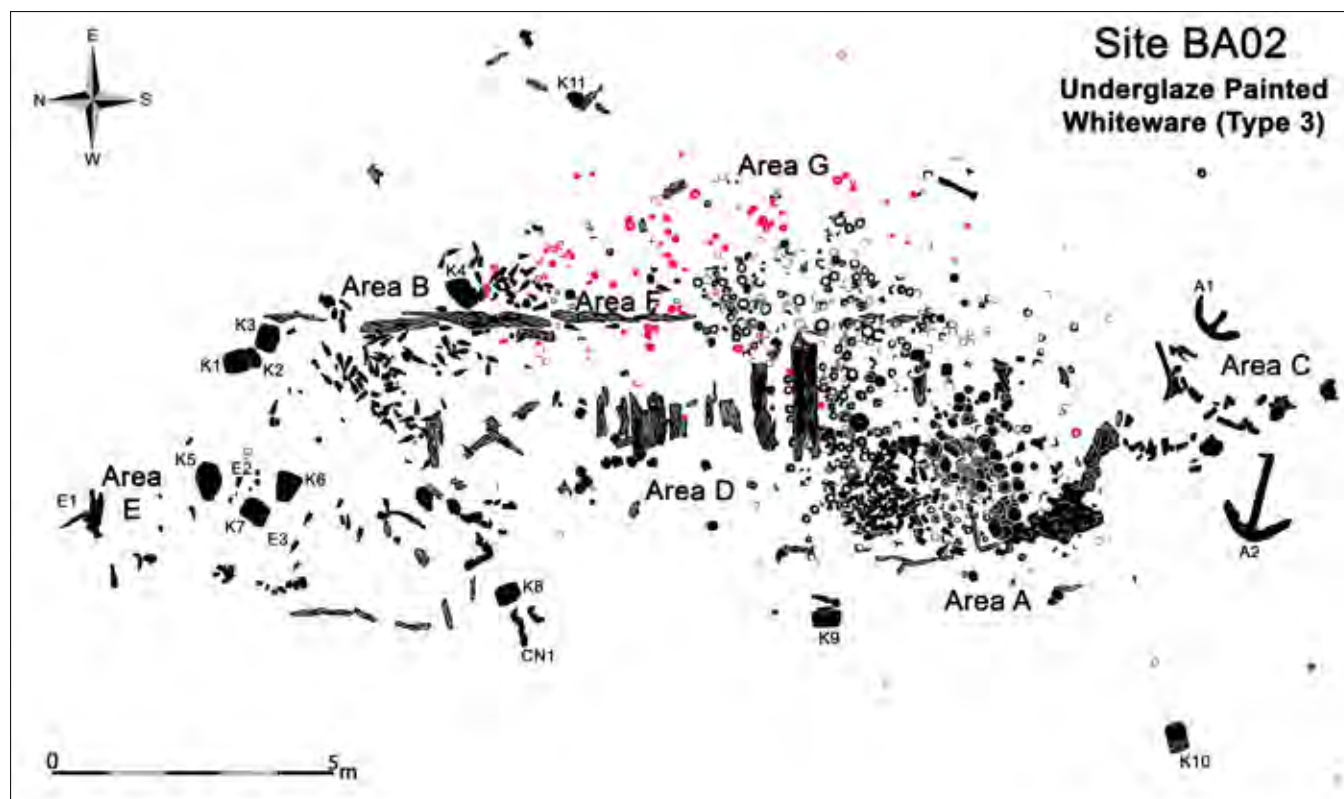 Site BA02
Underglaze Painted
Whiteware (Type 3)
E
N
S
W
K11
Area G
Area B
K4
Area F
A1
K3
K1
K2
Area C
K5
E2
K6
Area
E
E1
K7
E3
Area D
A2
K8
K9
Area A
CN1
K10
0
5m